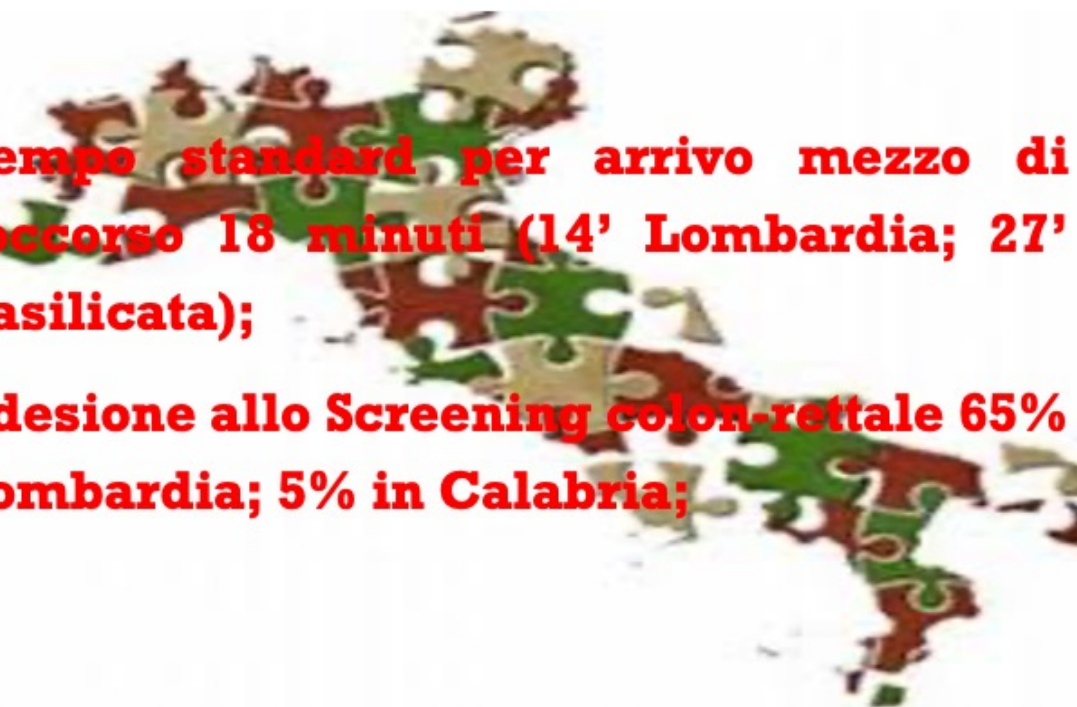 empo standard per arrivo mezzo di
occorso 18 minuti (14’ Lombardia; 27’
asilicata);
desione allo Screening colon-rettale 65%
ombardia; 5% in Calabria;